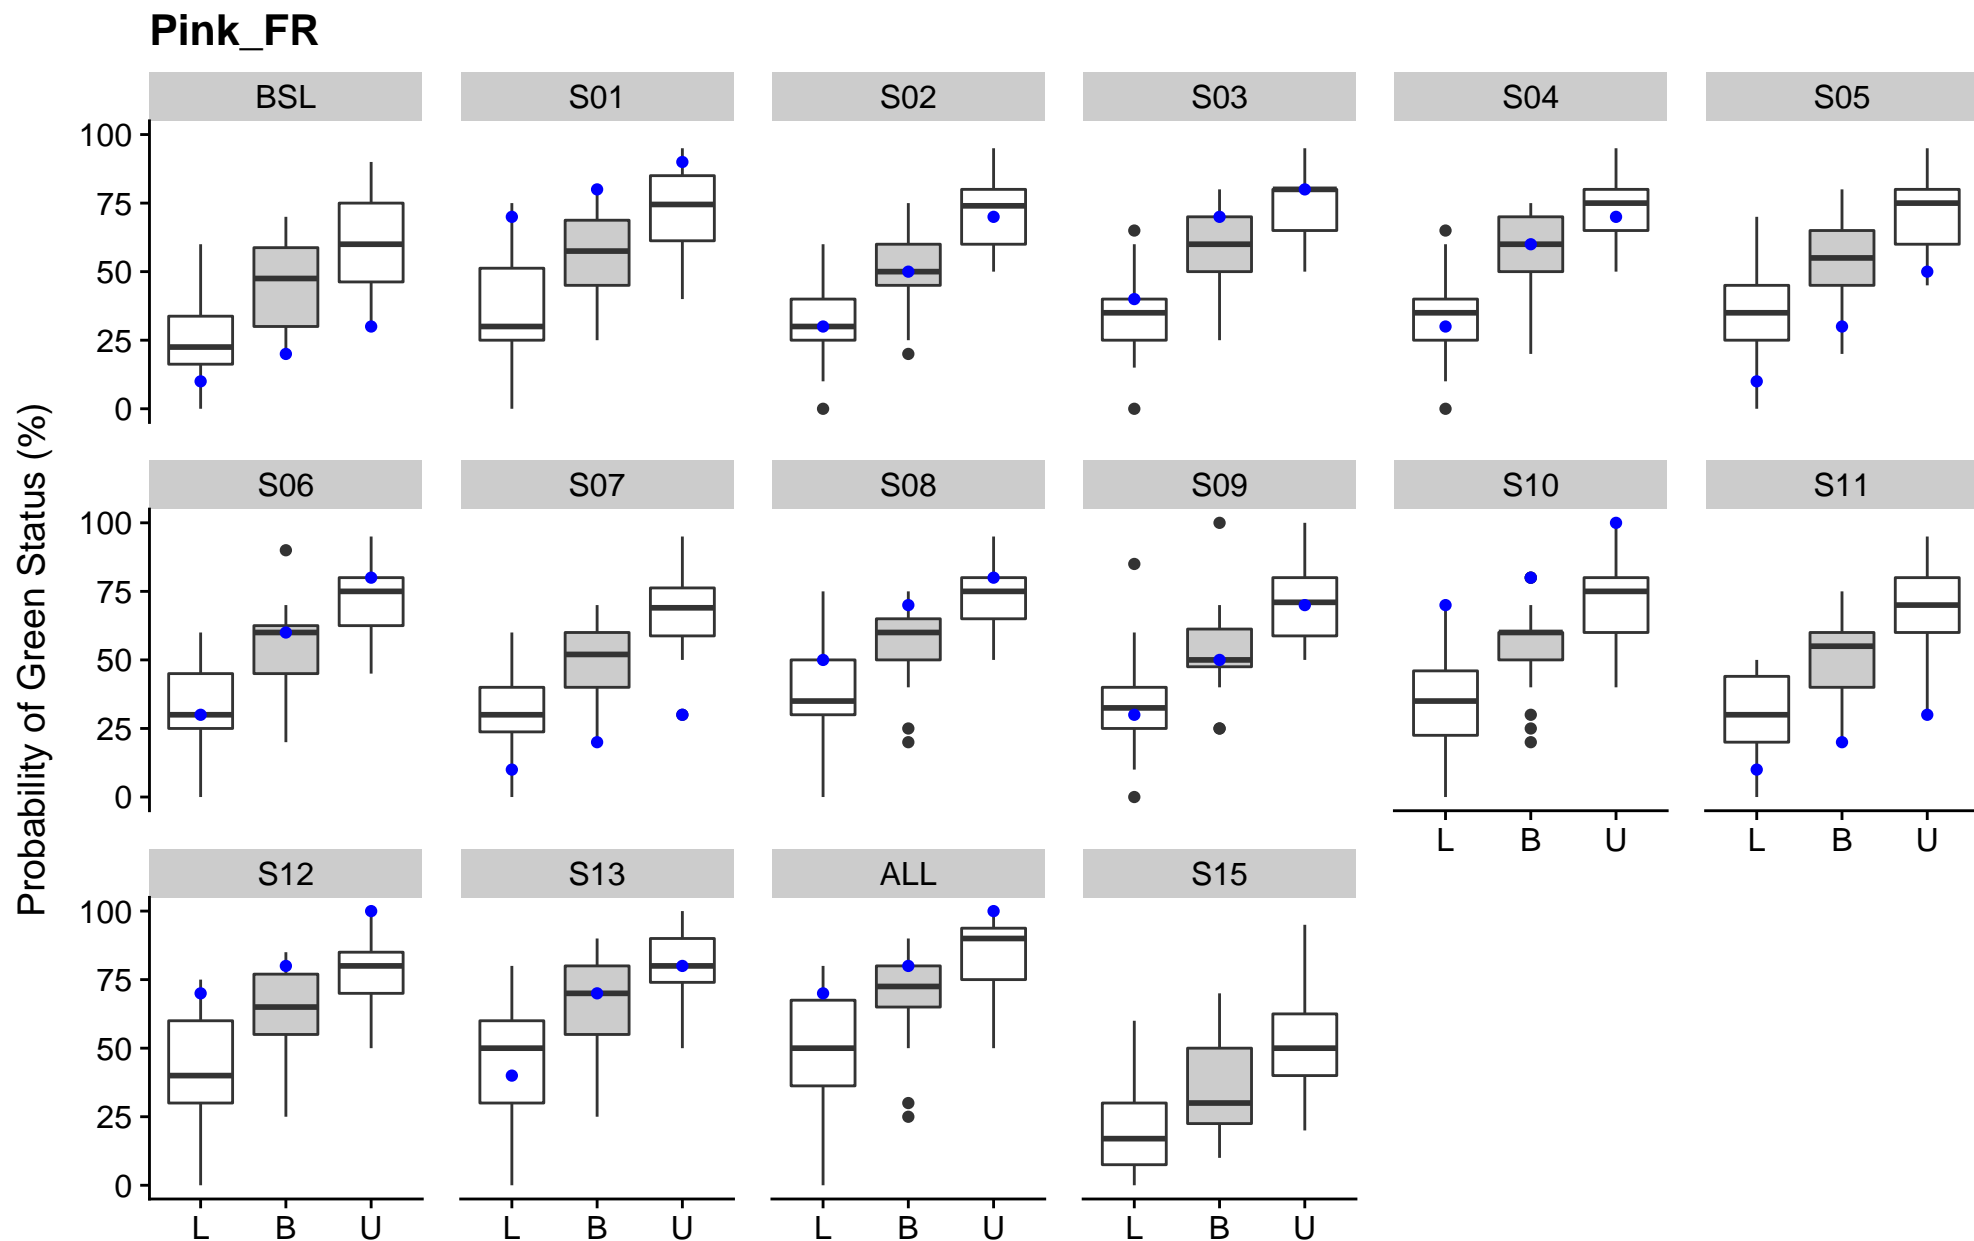 Pink_FR
BSL S01 S02 S03 S04 S05
100
75
50
25
0
S06 S07 S08 S09 S10 S11
100
75
50
25
0
L B U L B U
S12 S13 ALL S15
100
75
50
25
0
L B U L B U L B U L B U
Probability of Green Status (%)